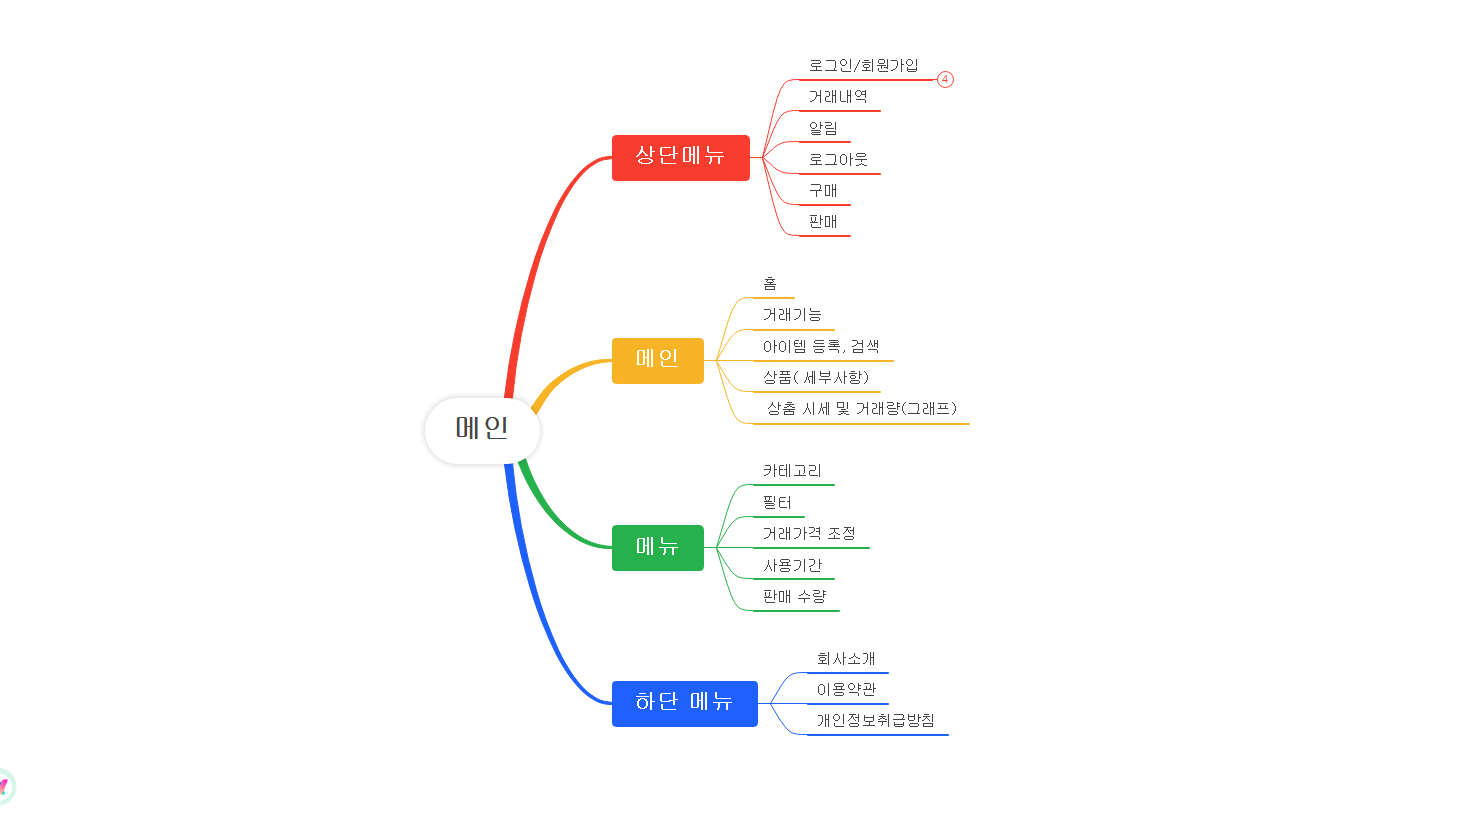 로그인/회원가입
4
거래내역
알림
로그아웃
구매
판매
상단메뉴
홈
거래기능
아이템 등록, 검색
상품( 세부사항)
상춤 시세 및 거래량(그래프)
메인
메인
카테고리
필터
거래가격 조정
사용기간
판매 수량
메뉴
회사소개
이용약관
개인정보취급방침
하단 메뉴